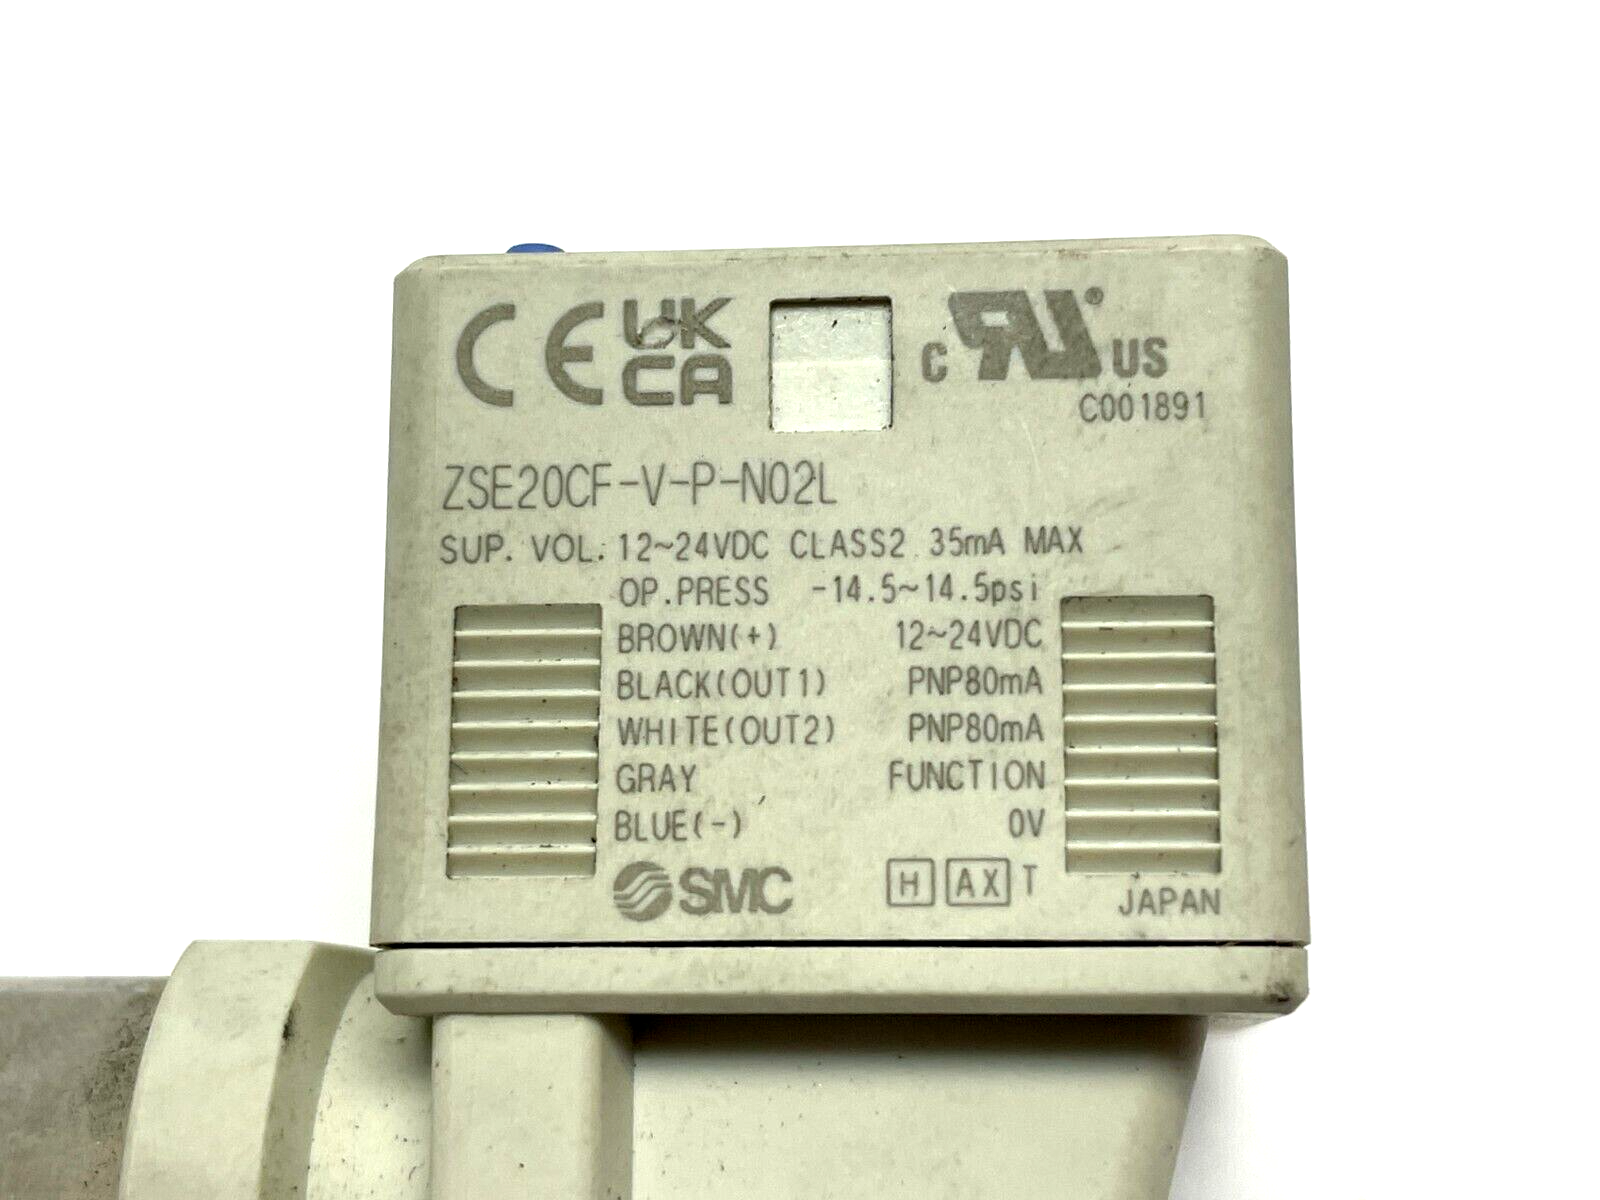 CE UK CA c RU® US
C001891
ZSE20CF-V-P-N02L
SUP. VOL. 12~24VDC CLASS2 35mA MAX
OP.PRESS -14.5~14.5psi
BROWN(+) 12~24VDC
BLACK(OUT1) PNP80mA
WHITE(OUT2) PNP80mA
GRAY FUNCTION
BLUE(-) 0V
SMC H AX T
JAPAN